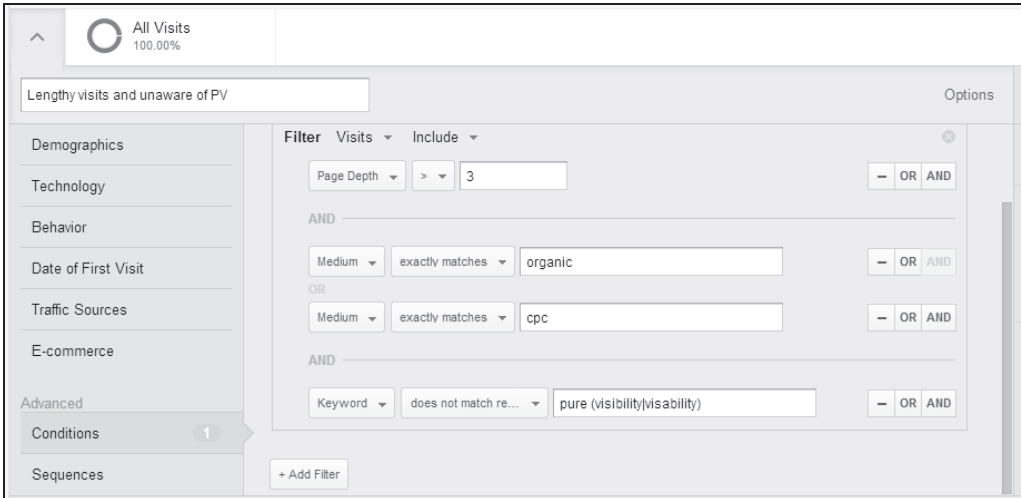 All Visits
100.00%
Lengthy visits and unaware of PV
Options
Demographics
Technology
Behavior
Date of First Visit
Traffic Sources
E-commerce
Advanced
Conditions 1
Sequences
Filter Visits Include
Page Depth > 3 − OR AND
AND
Medium exactly matches organic − OR AND
OR
Medium exactly matches cpc − OR AND
AND
Keyword does not match re... pure (visibility|visability) − OR AND
+ Add Filter